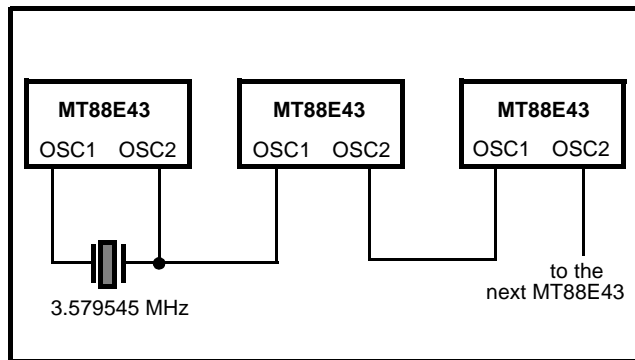 MT88E43
OSC1 OSC2
MT88E43
OSC1 OSC2
MT88E43
OSC1 OSC2
3.579545 MHz
to the
next MT88E43